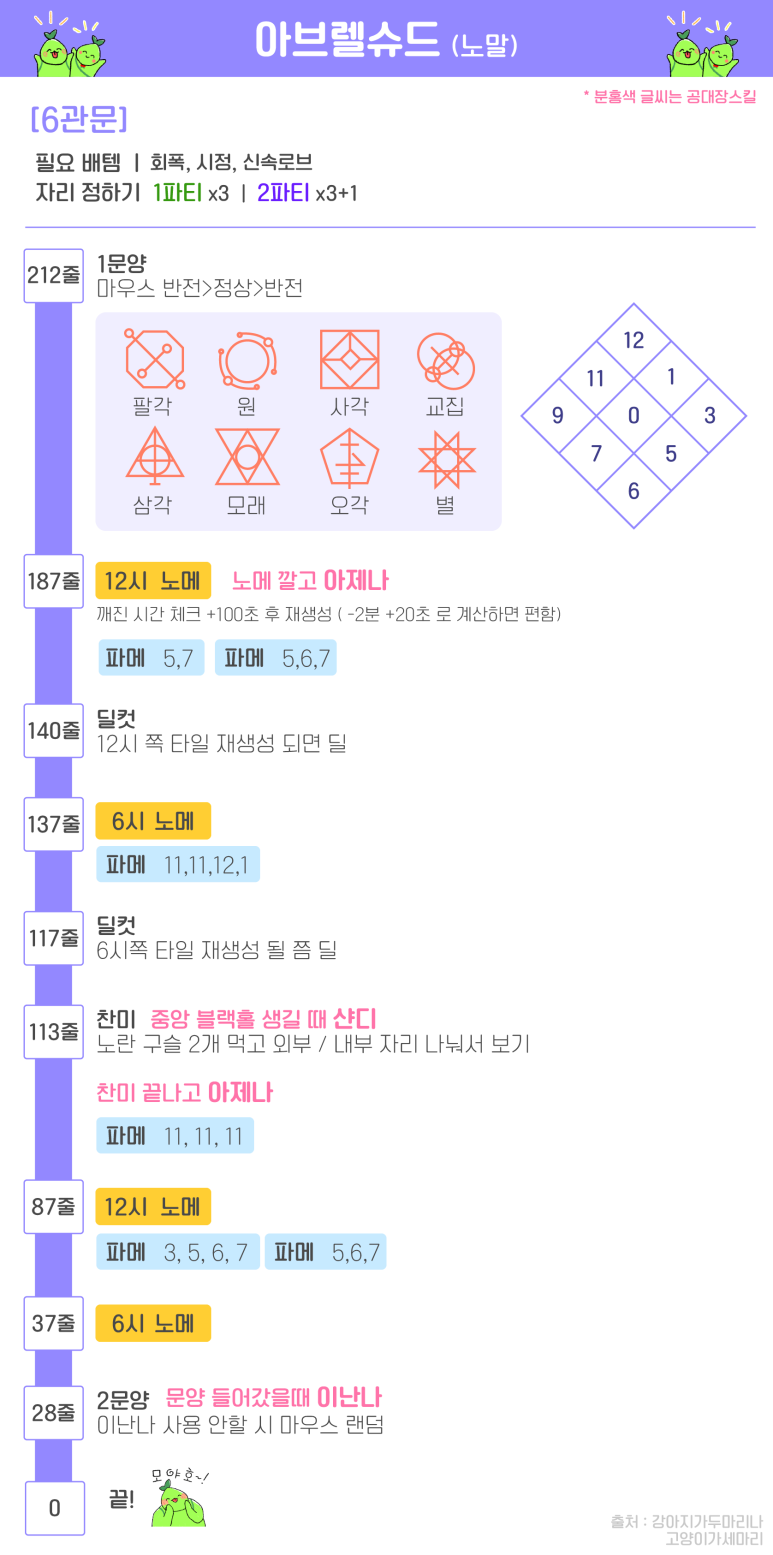 아브렐슈드 (노말)
* 분홍색 글씨는 공대장스킬
[6관문]
필요 배템 | 회폭, 시정, 신속로브
자리 정하기 1파티 x3 | 2파티 x3+1
212줄
1문양
마우스 반전>정상>반전
팔각 원 사각 교집
삼각 모래 오각 별
12
11 1
9 0 3
7 5
6
187줄
12시 노메 노메 깔고 아제나
깨진 시간 체크 +100초 후 재생성 ( -2분 +20초 로 계산하면 편함)
파메 5,7 파메 5,6,7
140줄
딜컷
12시 쪽 타일 재생성 되면 딜
137줄
6시 노메
파메 11,11,12,1
117줄
딜컷
6시쪽 타일 재생성 될 쯤 딜
113줄
찬미 중앙 블랙홀 생길 때 샨디
노란 구슬 2개 먹고 외부 / 내부 자리 나눠서 보기
찬미 끝나고 아제나
파메 11, 11, 11
87줄
12시 노메
파메 3, 5, 6, 7 파메 5,6,7
37줄
6시 노메
28줄
2문양 문양 들어갔을때 이난나
이난나 사용 안할 시 마우스 랜덤
0
끝!
모야호~!
출처 : 강아지가두마리나
고양이가세마리